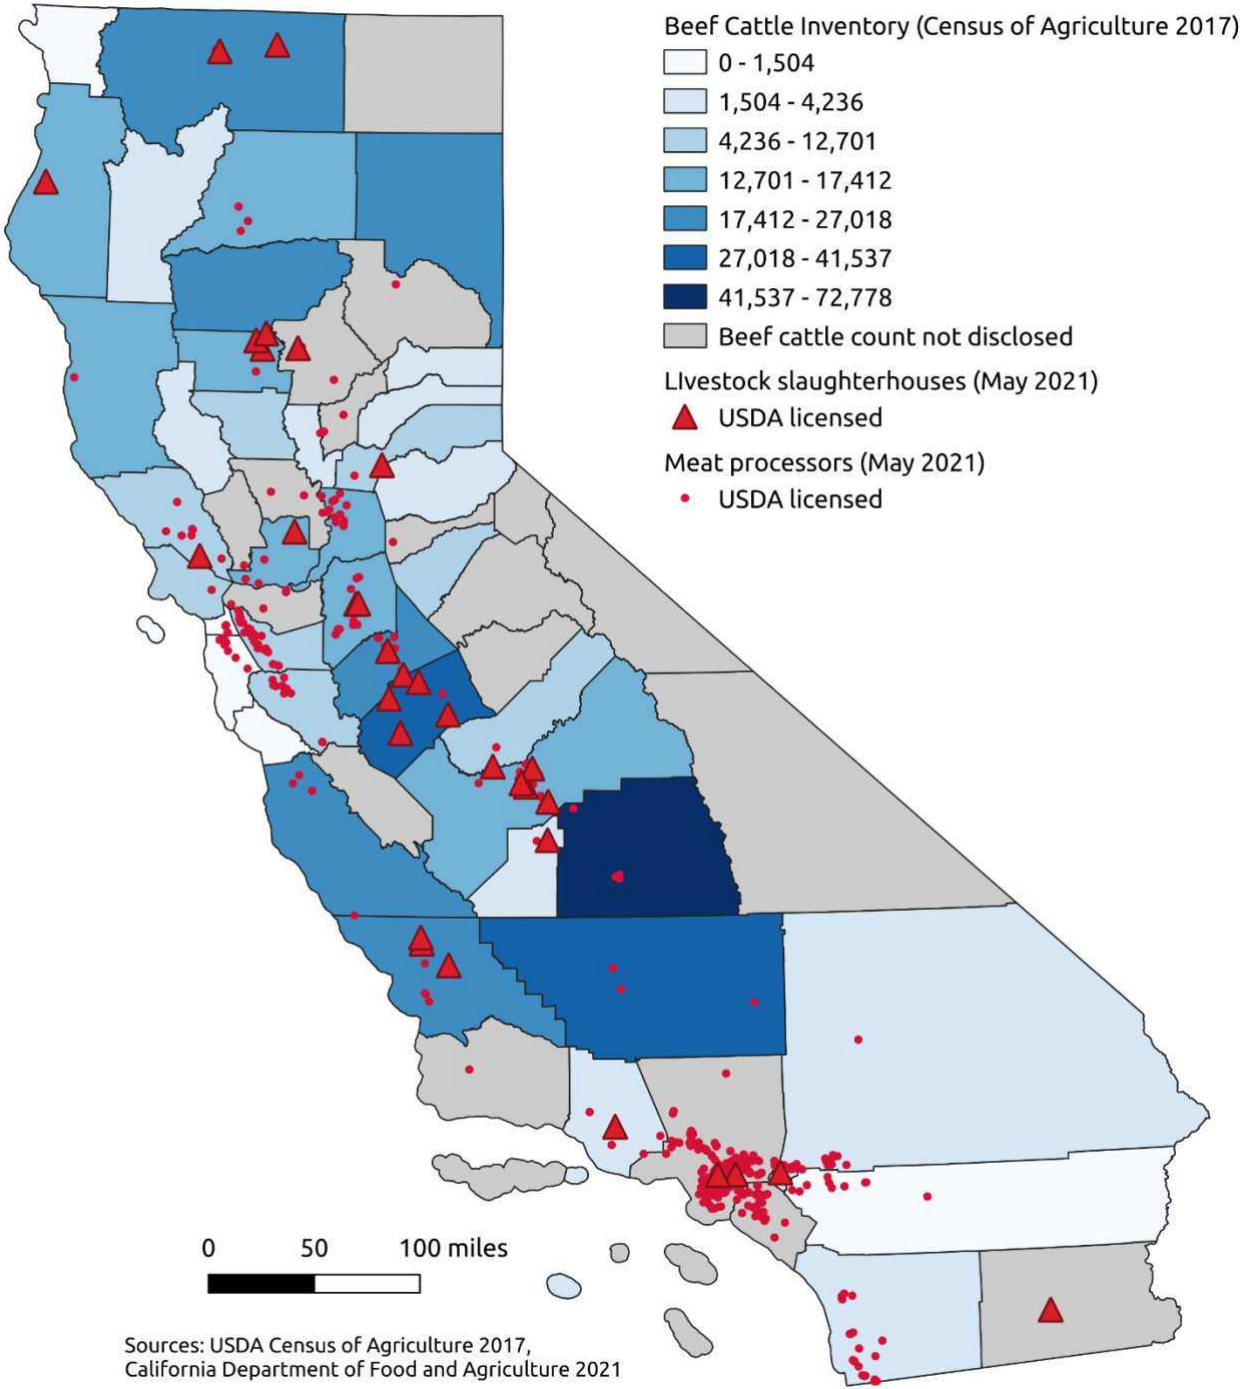 Beef Cattle Inventory (Census of Agriculture 2017)
0 - 1,504
1,504 - 4,236
4,236 - 12,701
12,701 - 17,412
17,412 - 27,018
27,018 - 41,537
41,537 - 72,778
Beef cattle count not disclosed
LIvestock slaughterhouses (May 2021)
USDA licensed
Meat processors (May 2021)
USDA licensed
0 50 100 miles
Sources: USDA Census of Agriculture 2017,
California Department of Food and Agriculture 2021